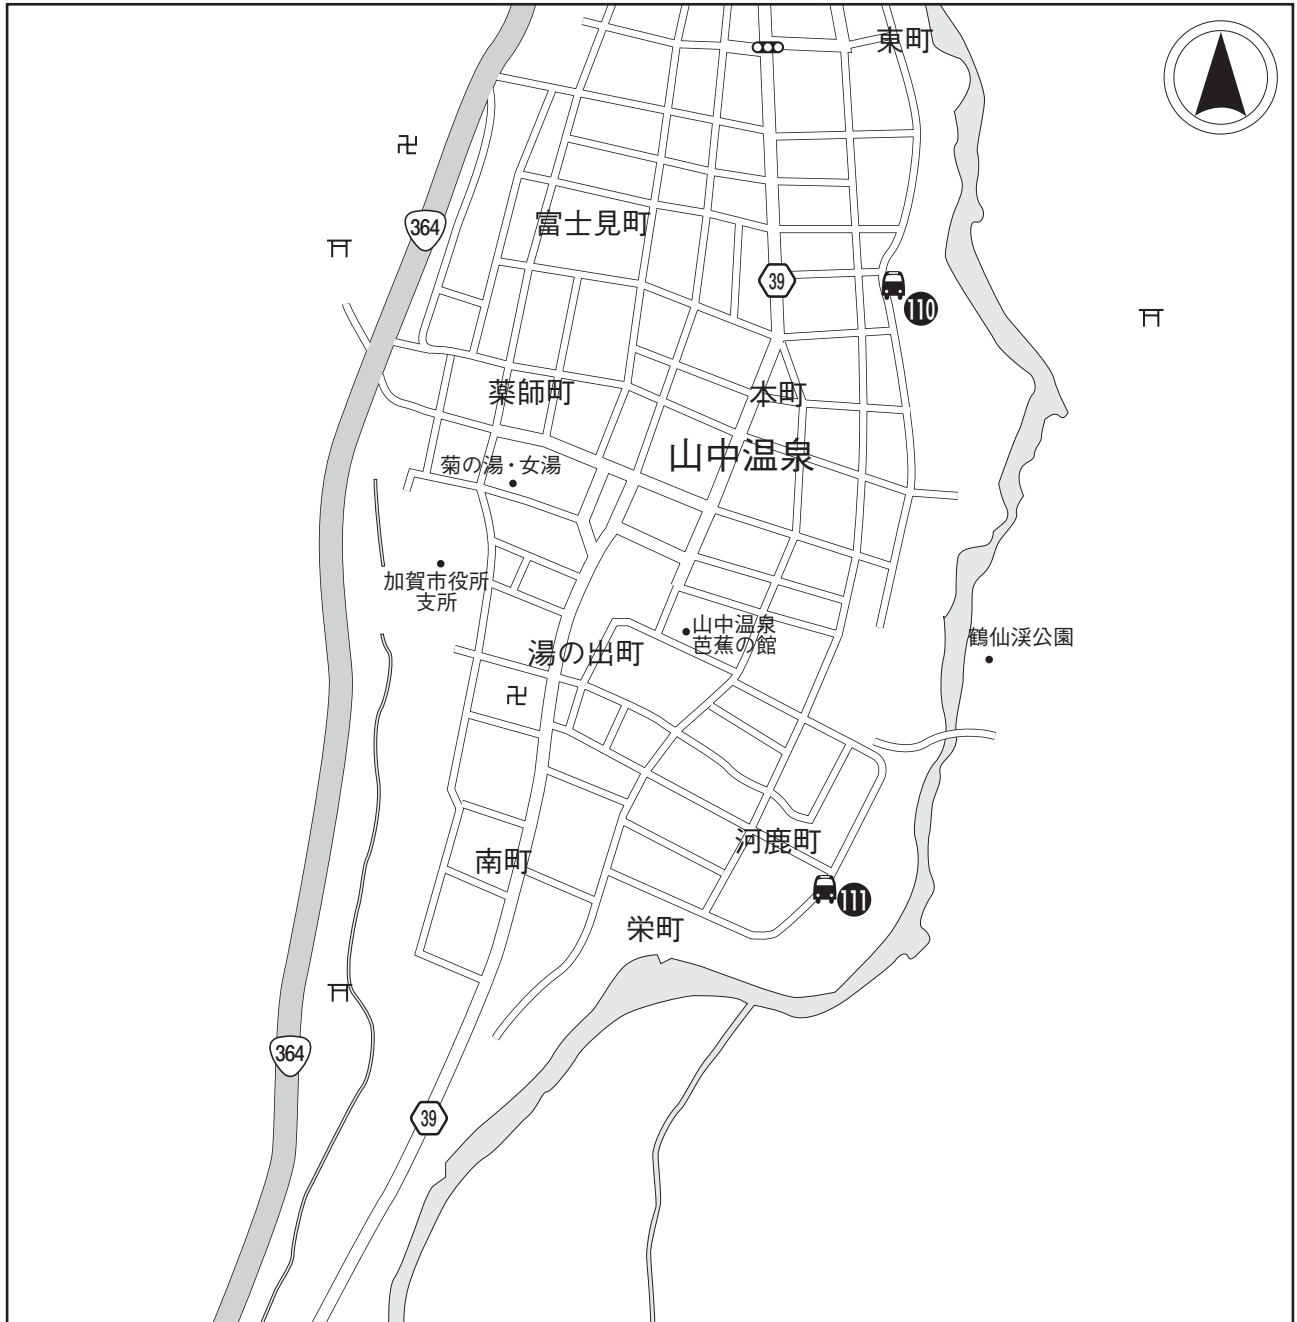 東町
364
富士見町
39
110
薬師町
本町
山中温泉
菊の湯・女湯
加賀市役所
支所
山中温泉
芭蕉の館
鶴仙渓公園
湯の出町
河鹿町
南町
111
栄町
364
39